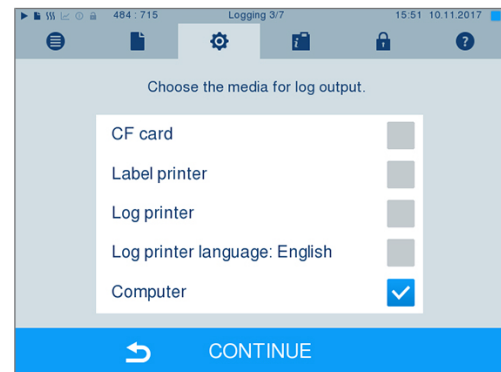 484 : 715 Logging 3/7 15:51 10.11.2017
Choose the media for log output.
CF card
Label printer
Log printer
Log printer language: English
Computer
CONTINUE